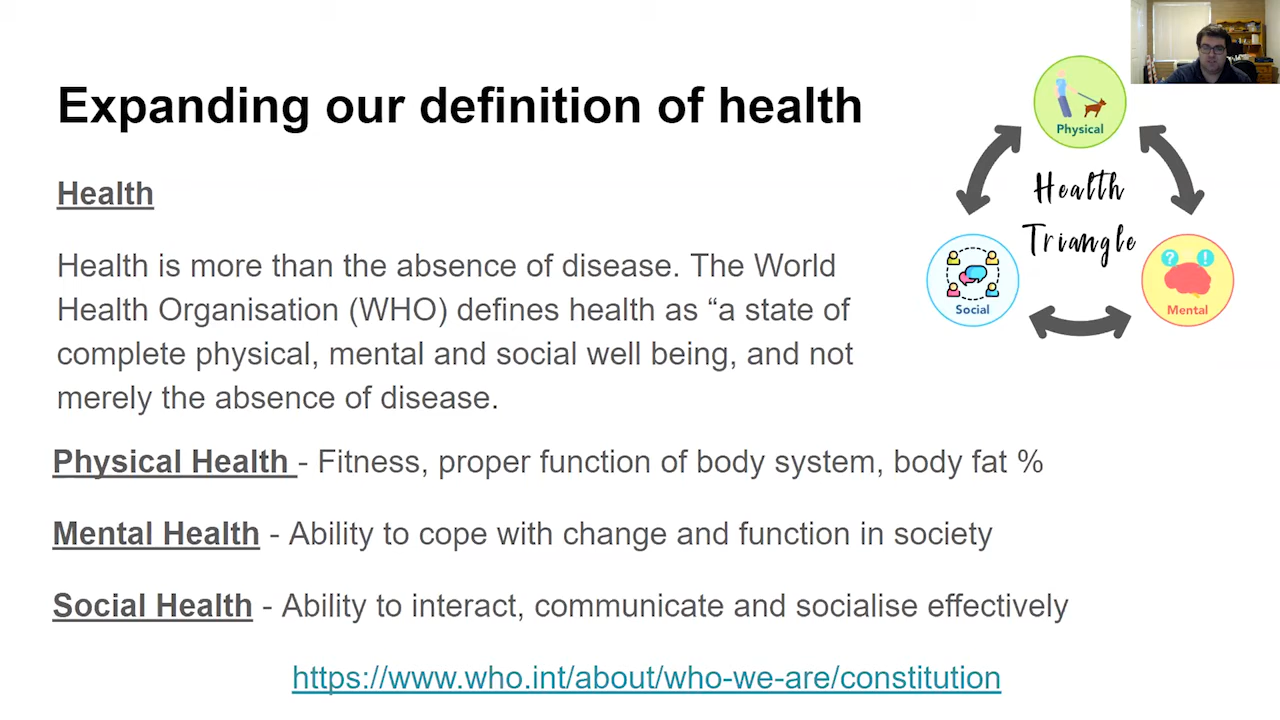 Expanding our definition of health
Health
Health is more than the absence of disease. The World
Health Organisation (WHO) defines health as “a state of
complete physical, mental and social well being, and not
merely the absence of disease.
Physical Health - Fitness, proper function of body system, body fat %
Mental Health - Ability to cope with change and function in society
Social Health - Ability to interact, communicate and socialise effectively
https://www.who.int/about/who-we-are/constitution
Physical
Health
Triangle
? !
Social
Mental